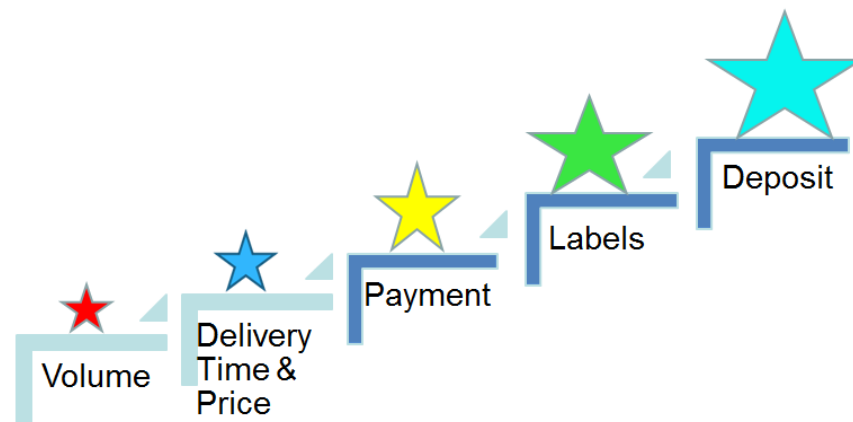 Volume
Delivery
Time &
Price
Payment
Labels
Deposit